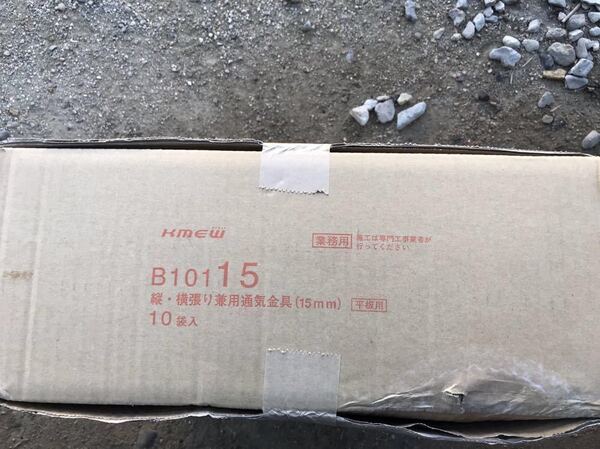 KMEW
業務用 施工は専門工事業者が
行ってください。
B10115
縦・横張り兼用通気金具(15mm) 平板用
10袋入